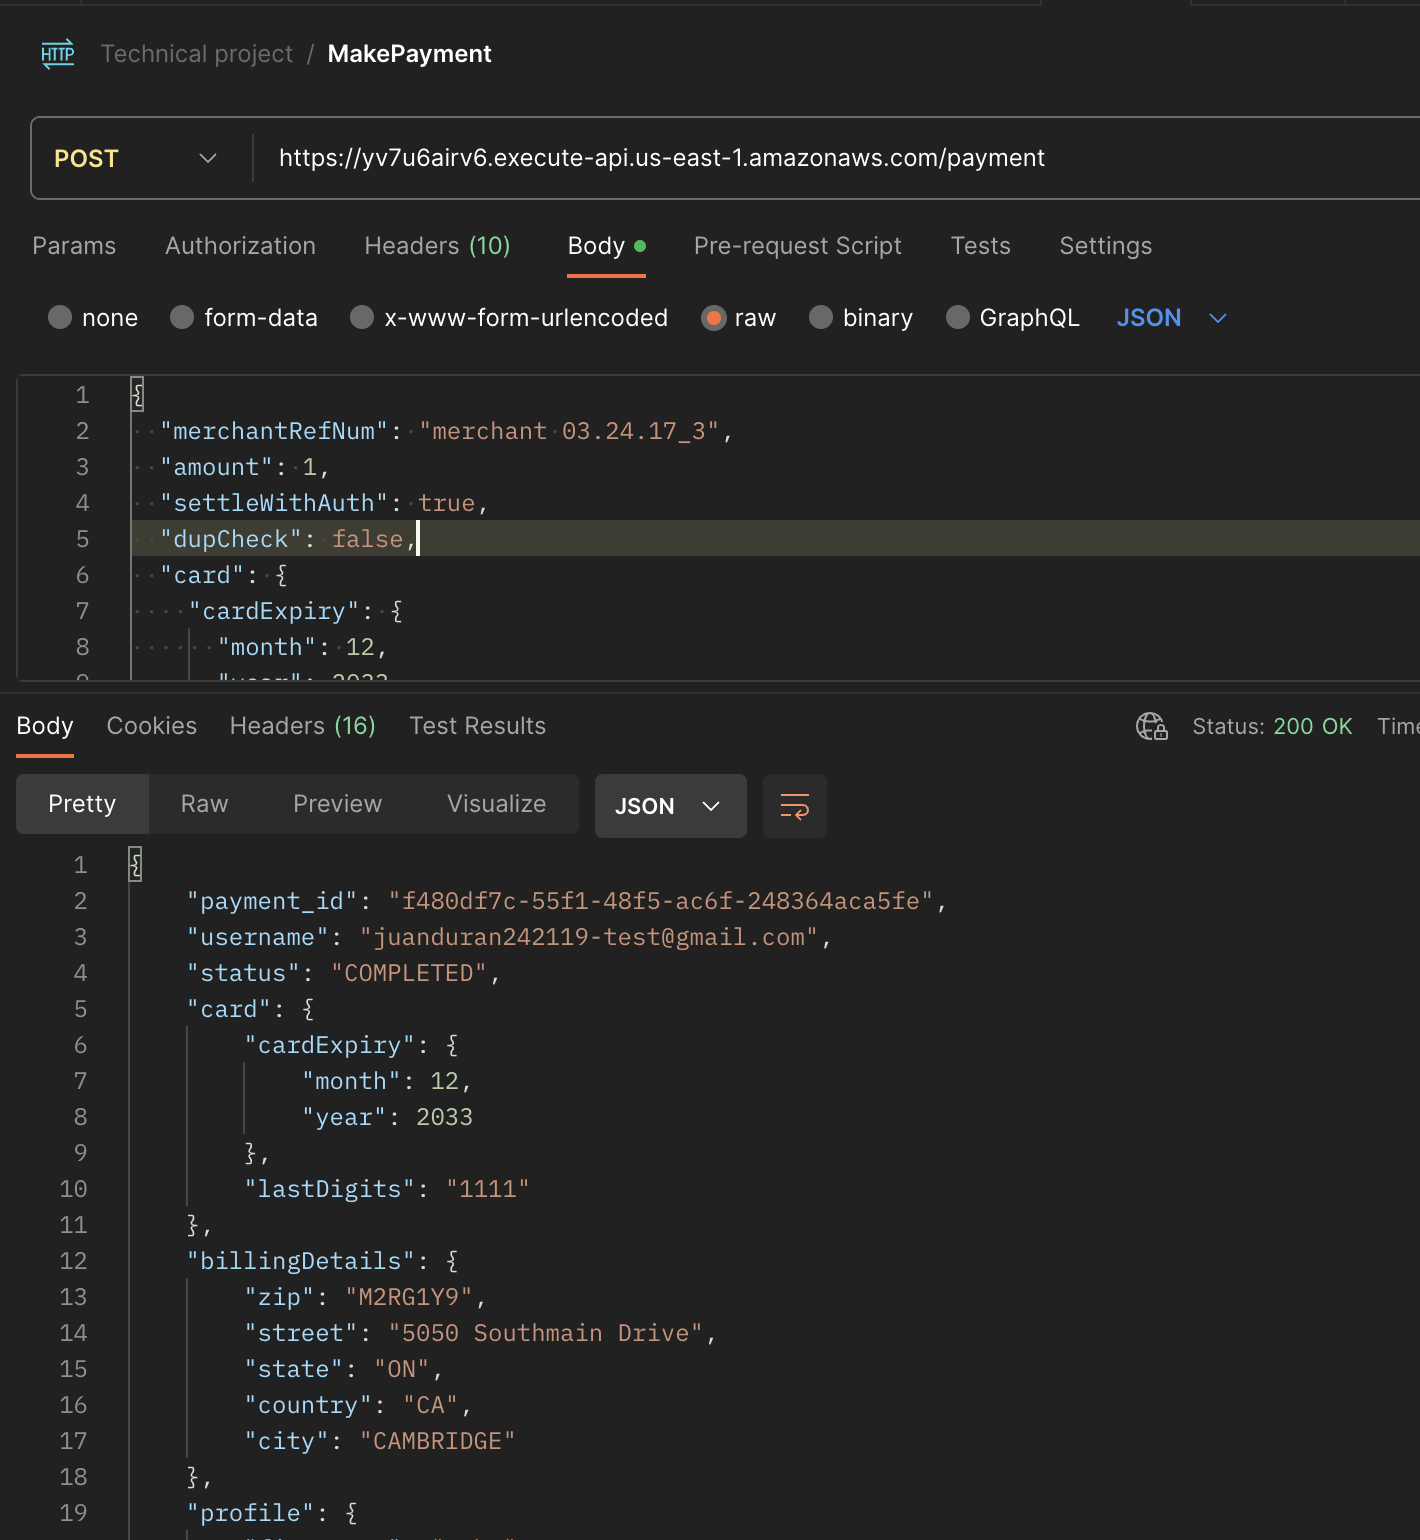 HTTP Technical project / MakePayment
POST https://yv7u6airv6.execute-api.us-east-1.amazonaws.com/payment
Params Authorization Headers (10) Body Pre-request Script Tests Settings
none form-data x-www-form-urlencoded raw binary GraphQL JSON
1 {
2 "merchantRefNum": "merchant 03.24.17_3",
3 "amount": 1,
4 "settleWithAuth": true,
5 "dupCheck": false,
6 "card": {
7 "cardExpiry": {
8 "month": 12,
9 "year": 2033
Body Cookies Headers (16) Test Results Status: 200 OK Time
Pretty Raw Preview Visualize JSON
1 {
2 "payment_id": "f480df7c-55f1-48f5-ac6f-248364aca5fe",
3 "username": "juanduran242119-test@gmail.com",
4 "status": "COMPLETED",
5 "card": {
6 "cardExpiry": {
7 "month": 12,
8 "year": 2033
9 },
10 "lastDigits": "1111"
11 },
12 "billingDetails": {
13 "zip": "M2RG1Y9",
14 "street": "5050 Southmain Drive",
15 "state": "ON",
16 "country": "CA",
17 "city": "CAMBRIDGE"
18 },
19 "profile": {